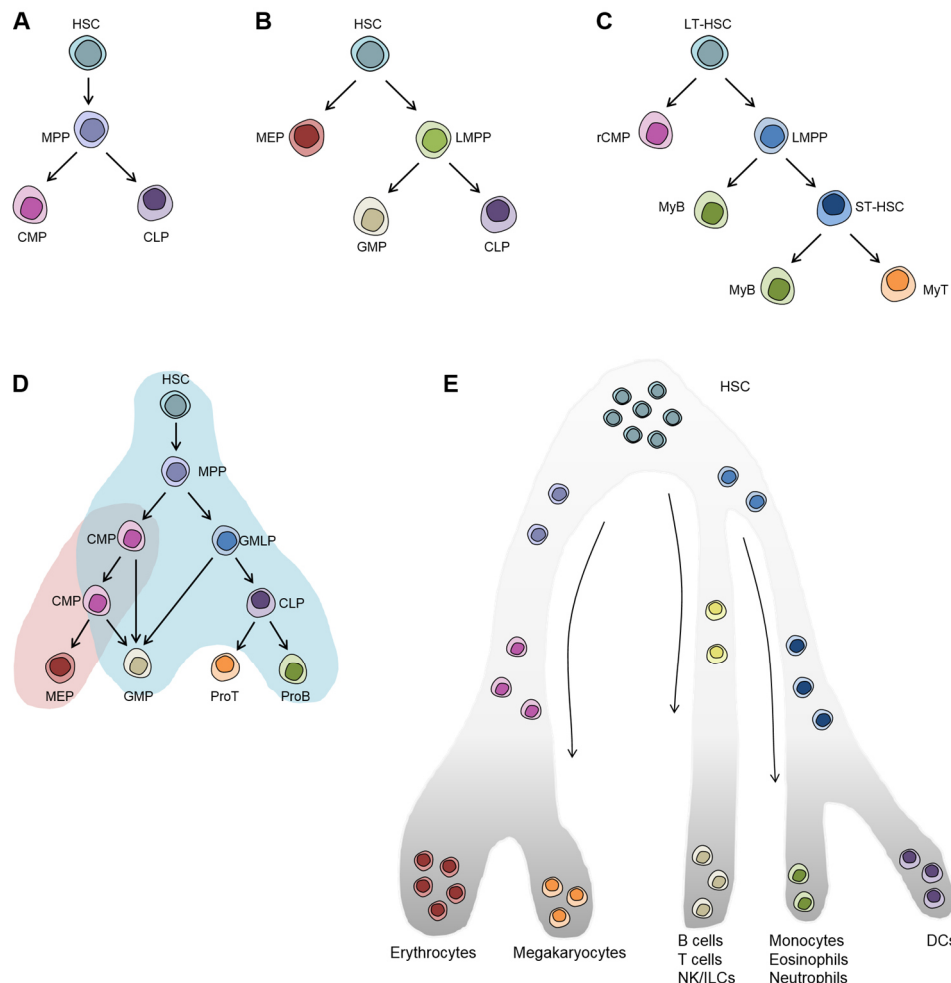 A
HSC
MPP
CMP
CLP
B
HSC
MEP
LMPP
GMP
CLP
C
LT-HSC
rCMP
LMPP
MyB
ST-HSC
MyB
MyT
D
HSC
MPP
CMP
GMLP
CMP
CLP
MEP
GMP
ProT
ProB
E
HSC
Erythrocytes
Megakaryocytes
B cells
T cells
NK/ILCs
Monocytes
Eosinophils
Neutrophils
DCs